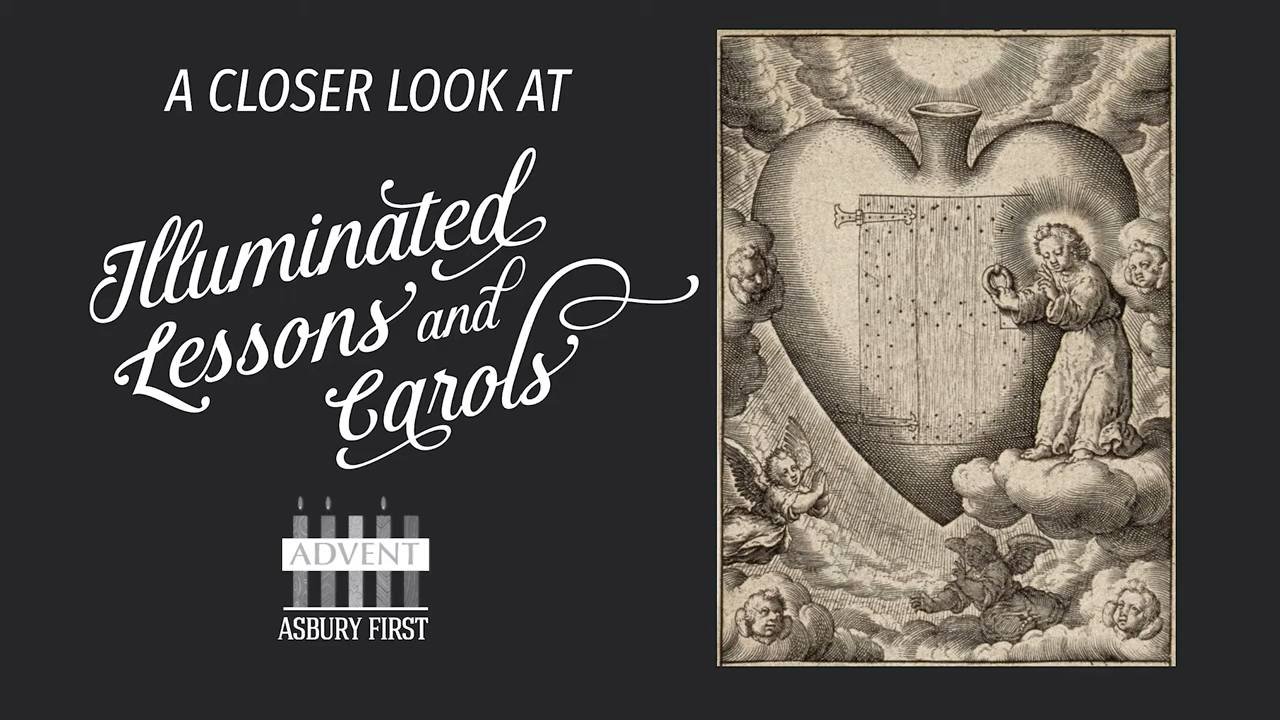 A CLOSER LOOK AT
Illuminated
Lessons and
Carols
ADVENT
ASBURY FIRST